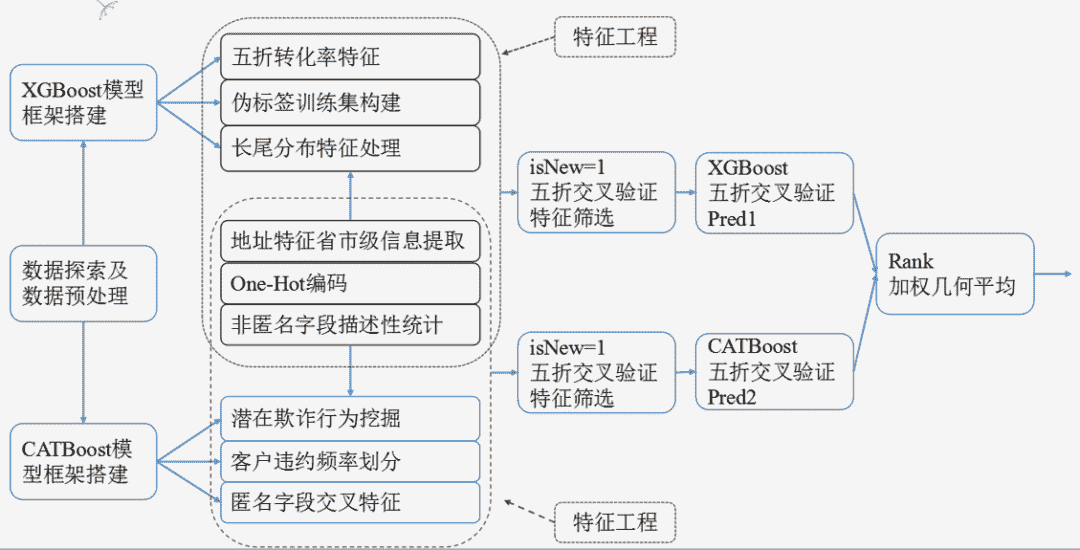 特征工程
五折转化率特征
伪标签训练集构建
长尾分布特征处理
XGBoost模型
框架搭建
isNew=1
五折交叉验证
特征筛选
XGBoost
五折交叉验证
Pred1
地址特征省市级信息提取
One-Hot编码
非匿名字段描述性统计
数据探索及
数据预处理
Rank
加权几何平均
isNew=1
五折交叉验证
特征筛选
CATBoost
五折交叉验证
Pred2
潜在欺诈行为挖掘
客户违约频率划分
匿名字段交叉特征
CATBoost模
型框架搭建
特征工程